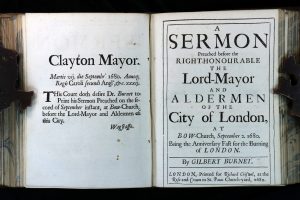 Clayton Mayor.
Martis vij. die Septembr' 1680. Annoq;
Regis Caroli secundi Angl', &c. xxxij.
This Court doth desire Dr. Burnet to
Print his Sermon Preached on the se-
cond of September instant, at Bow-Church,
before the Lord-Mayor and Aldermen of
this City.
Wagstaffe.
A
SERMON
Preached before the
RIGHT HONOURABLE
THE
Lord-Mayor
AND
ALDERMEN
OF THE
City of London,
AT
BOW-Church, September 2. 1680.
Being the Anniversary Fast for the Burning
of LONDON.
By GILBERT BURNET.
LONDON, Printed for Richard Chiswel, at the
Rose and Crown in St. Paul's Church-yard, 1680.